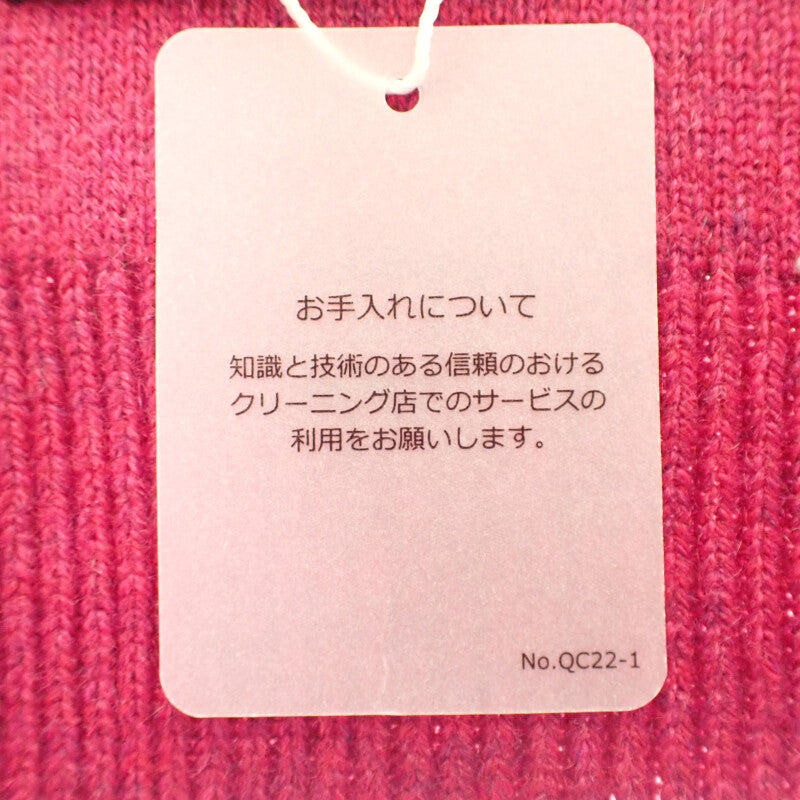 お手入れについて
知識と技術のある信頼のおける
クリーニング店でのサービスの
利用をお願いします。
No.QC22-1